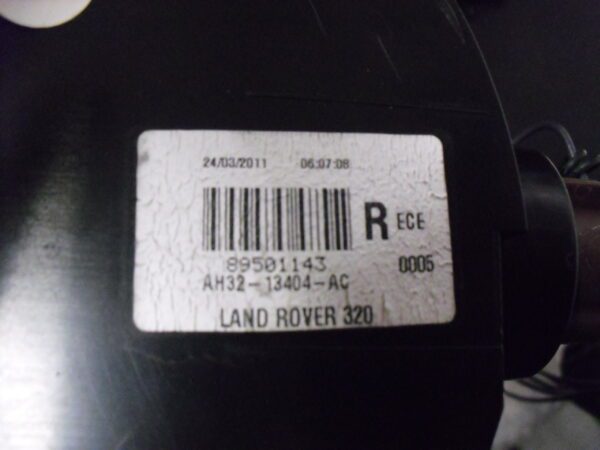 24/03/2011 06:07:08
R ECE
89501143 0005
AH32-13404-AC
LAND ROVER 320